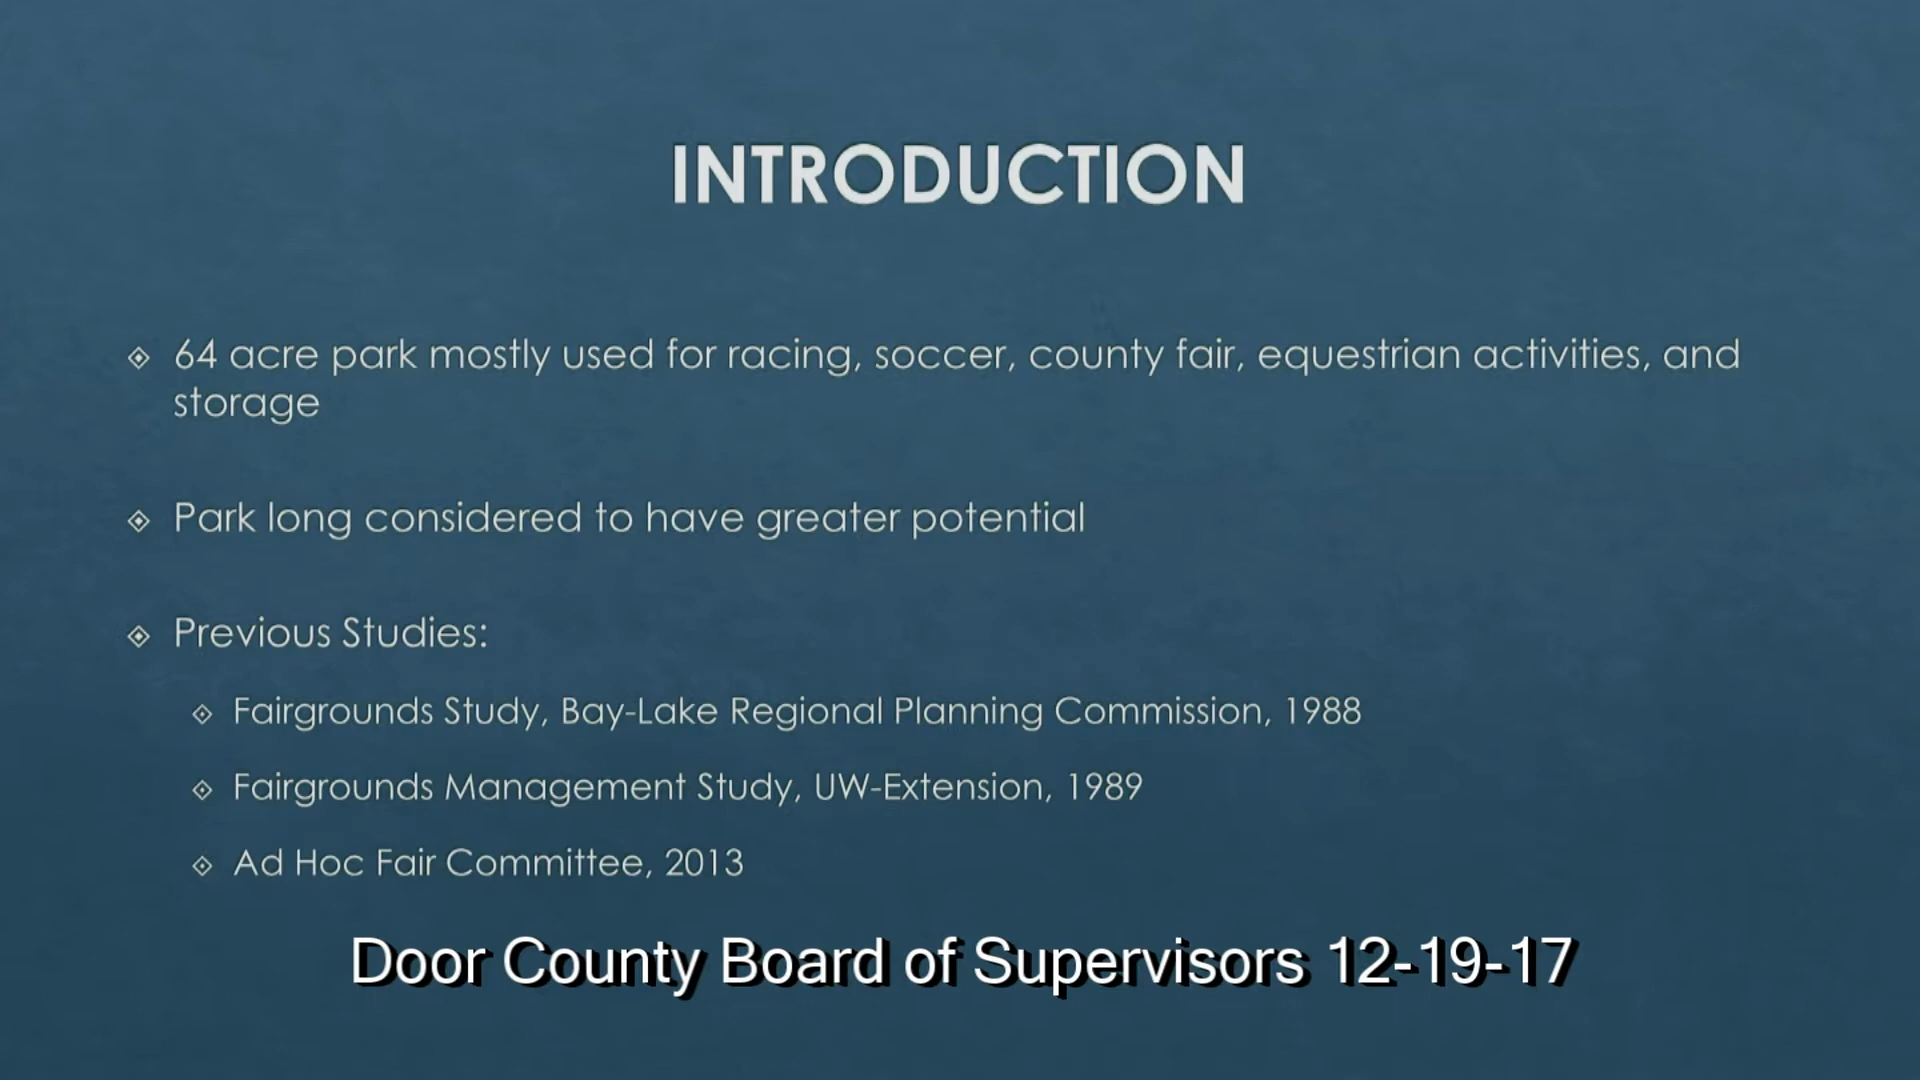 INTRODUCTION
64 acre park mostly used for racing, soccer, county fair, equestrian activities, and
storage
Park long considered to have greater potential
Previous Studies:
Fairgrounds Study, Bay-Lake Regional Planning Commission, 1988
Fairgrounds Management Study, UW-Extension, 1989
Ad Hoc Fair Committee, 2013
Door County Board of Supervisors 12-19-17